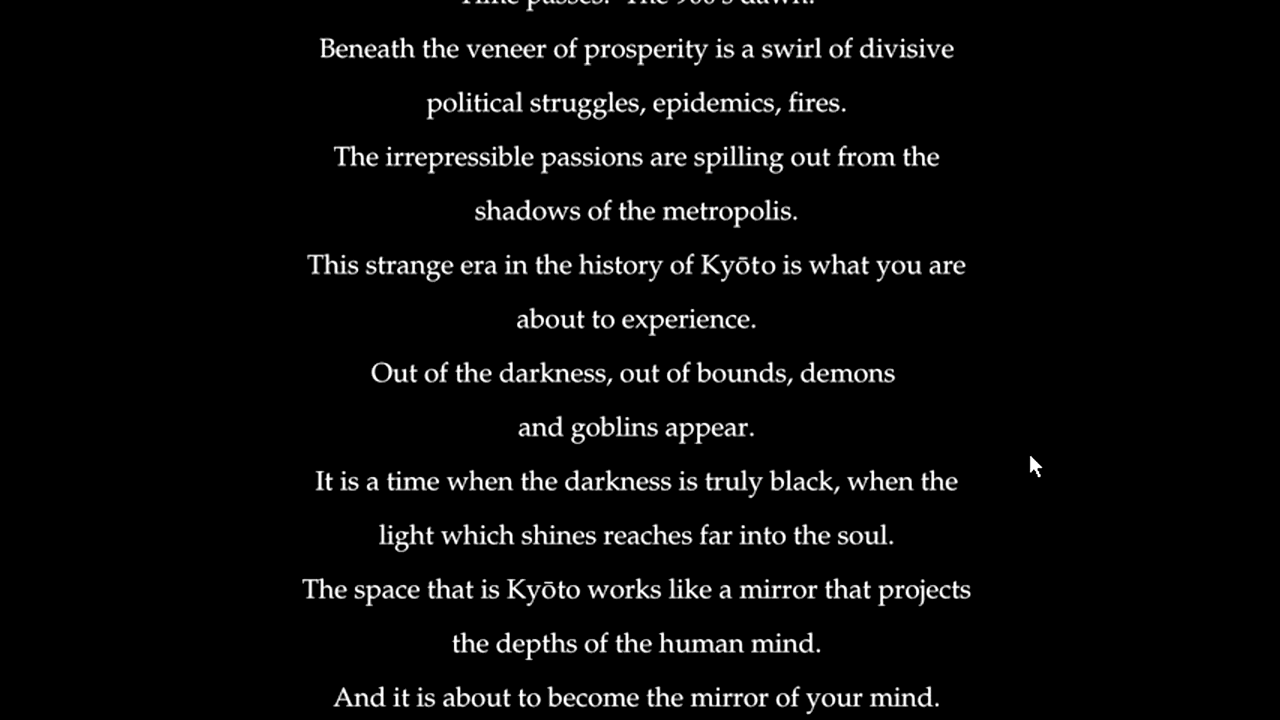 Time passes. The 900's dawn.
Beneath the veneer of prosperity is a swirl of divisive
political struggles, epidemics, fires.
The irrepressible passions are spilling out from the
shadows of the metropolis.
This strange era in the history of Kyōto is what you are
about to experience.
Out of the darkness, out of bounds, demons
and goblins appear.
It is a time when the darkness is truly black, when the
light which shines reaches far into the soul.
The space that is Kyōto works like a mirror that projects
the depths of the human mind.
And it is about to become the mirror of your mind.